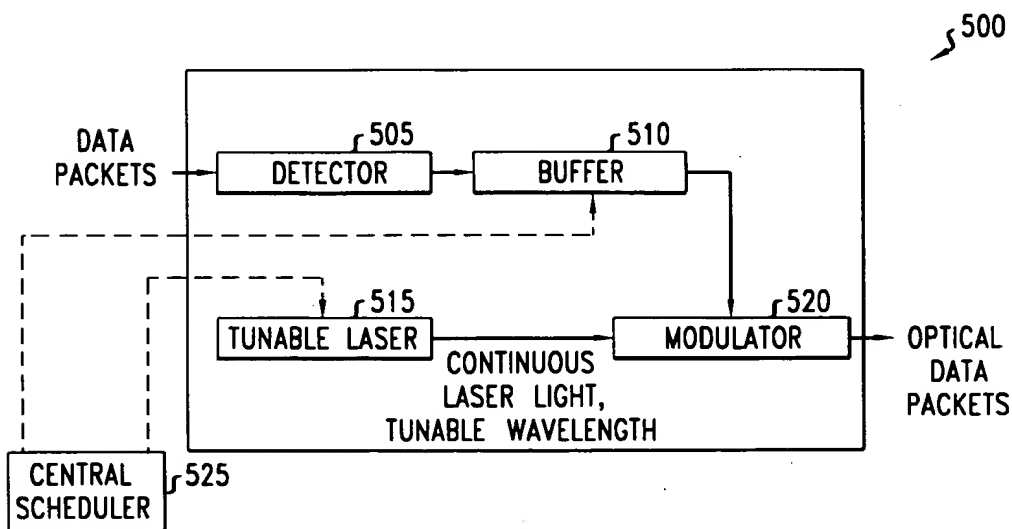 500
DATA
PACKETS
505
DETECTOR
510
BUFFER
515
TUNABLE LASER
520
MODULATOR
CONTINUOUS
LASER LIGHT,
TUNABLE WAVELENGTH
OPTICAL
DATA
PACKETS
CENTRAL
SCHEDULER
525